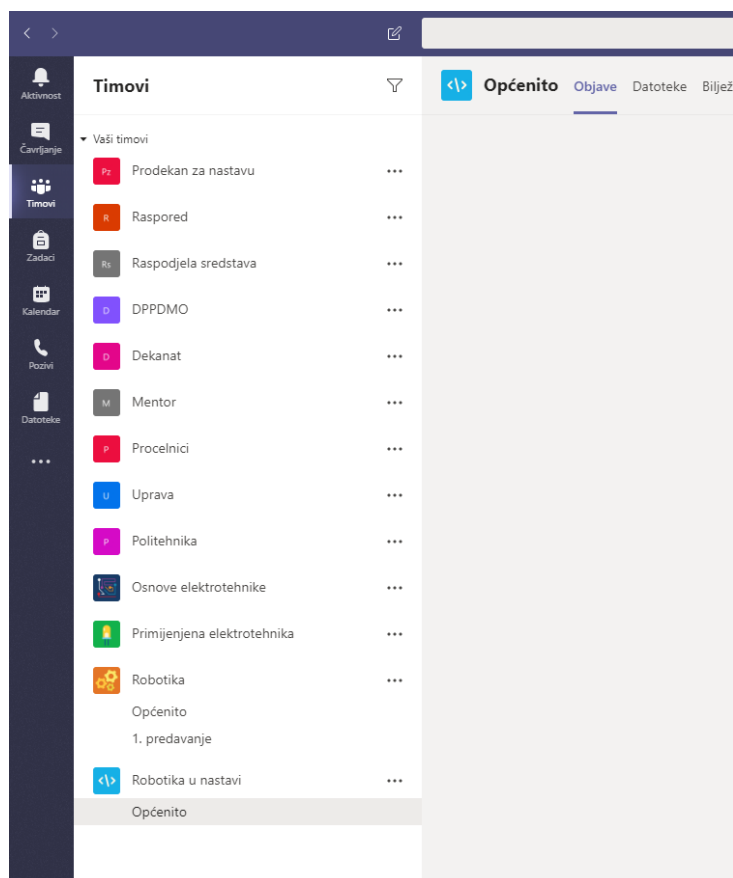 Aktivnost
Čavrljanje
Timovi
Zadaci
Kalendar
Pozivi
Datoteke
Timovi
Vaši timovi
Pz Prodekan za nastavu
R Raspored
Rs Raspodjela sredstava
D DPPDMO
D Dekanat
M Mentor
P Procelnici
U Uprava
P Politehnika
Osnove elektrotehnike
Primijenjena elektrotehnika
Robotika
Općenito
1. predavanje
Robotika u nastavi
Općenito
Općenito Objave Datoteke Biljež